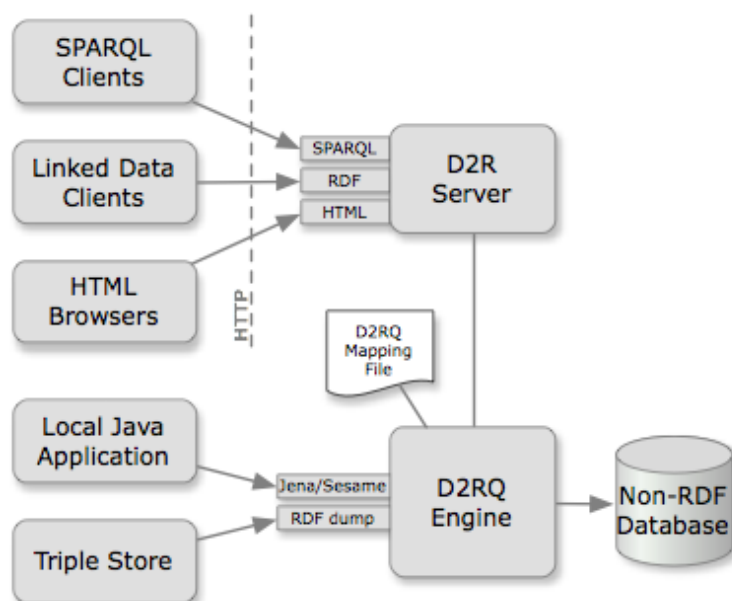 SPARQL
Clients
Linked Data
Clients
HTML
Browsers
HTTP
SPARQL
RDF
HTML
D2R
Server
D2RQ
Mapping
File
Local Java
Application
Triple Store
Jena/Sesame
RDF dump
D2RQ
Engine
Non-RDF
Database